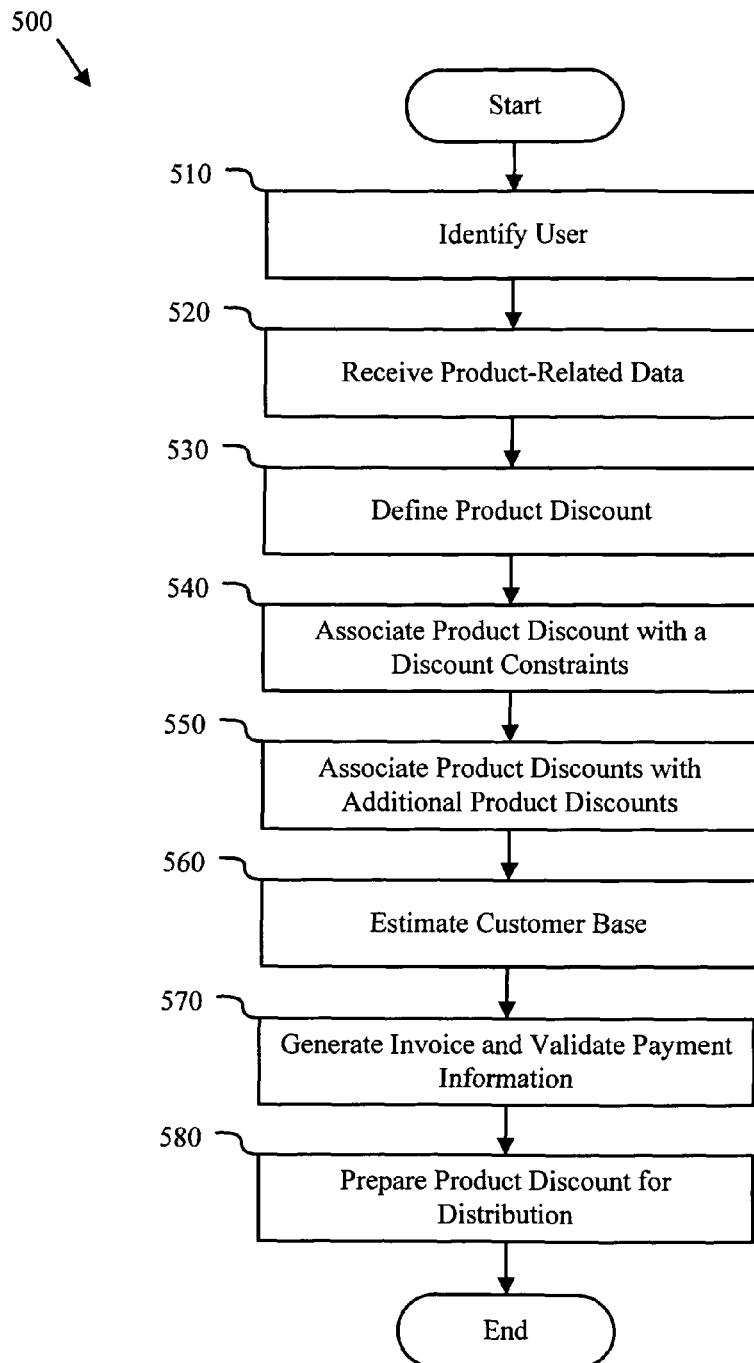 500
Start
510
Identify User
520
Receive Product-Related Data
530
Define Product Discount
540
Associate Product Discount with a
Discount Constraints
550
Associate Product Discounts with
Additional Product Discounts
560
Estimate Customer Base
570
Generate Invoice and Validate Payment
Information
580
Prepare Product Discount for
Distribution
End